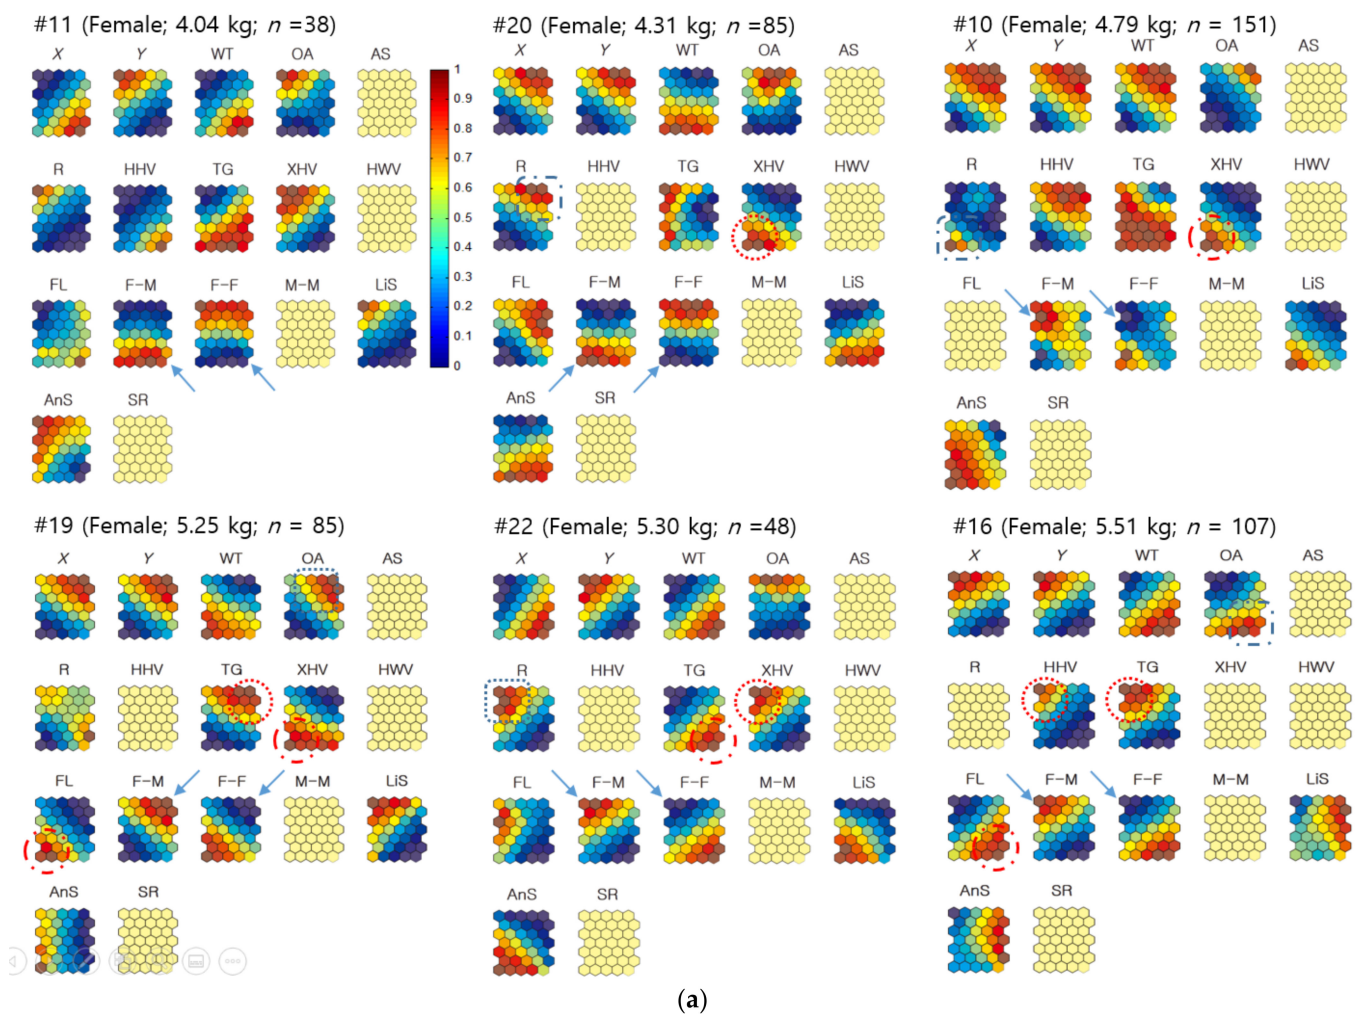 #11 (Female; 4.04 kg; n =38)
X Y WT OA AS
1
0.9
0.8
0.7
0.6
0.5
0.4
0.3
0.2
0.1
0
R HHV TG XHV HWV
FL F-M F-F M-M LiS
AnS SR
#20 (Female; 4.31 kg; n =85)
X Y WT OA AS
R HHV TG XHV HWV
FL F-M F-F M-M LiS
AnS SR
#10 (Female; 4.79 kg; n = 151)
X Y WT OA AS
R HHV TG XHV HWV
FL F-M F-F M-M LiS
AnS SR
#19 (Female; 5.25 kg; n = 85)
X Y WT OA AS
R HHV TG XHV HWV
FL F-M F-F M-M LiS
AnS SR
#22 (Female; 5.30 kg; n =48)
X Y WT OA AS
R HHV TG XHV HWV
FL F-M F-F M-M LiS
AnS SR
#16 (Female; 5.51 kg; n = 107)
X Y WT OA AS
R HHV TG XHV HWV
FL F-M F-F M-M LiS
AnS SR
(a)